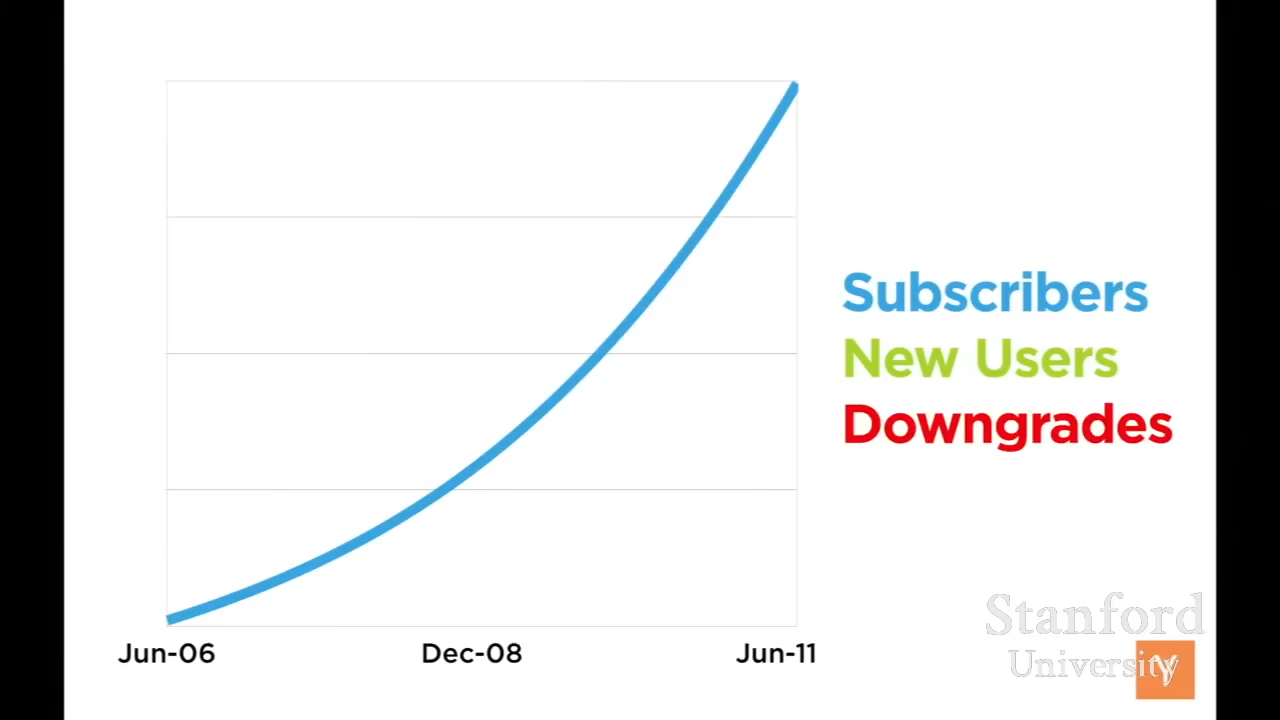 Subscribers
New Users
Downgrades
Jun-06
Dec-08
Jun-11
Stanford
University
Y